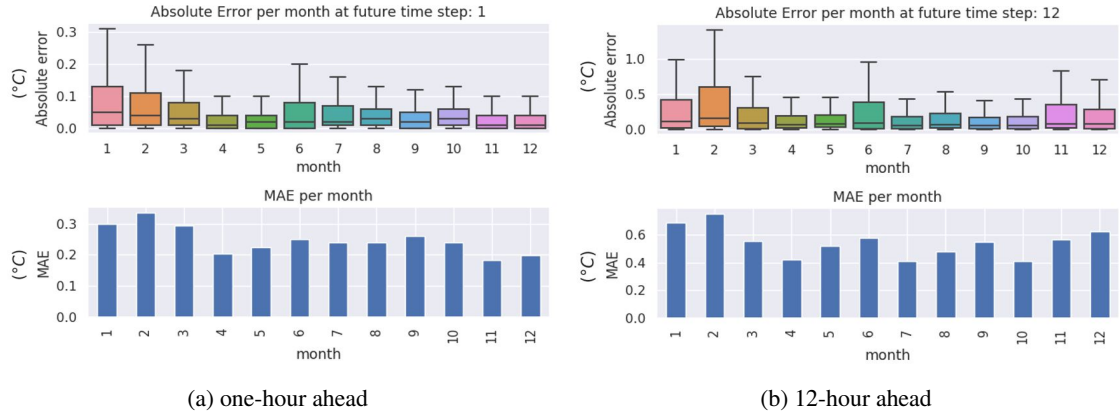 Absolute Error per month at future time step: 1
0.3
0.2
0.1
0.0
(°C)
Absolute error
1 2 3 4 5 6 7 8 9 10 11 12
month
MAE per month
0.3
0.2
0.1
0.0
(°C)
MAE
1 2 3 4 5 6 7 8 9 10 11 12
month
(a) one-hour ahead
Absolute Error per month at future time step: 12
1.0
0.5
0.0
(°C)
Absolute error
1 2 3 4 5 6 7 8 9 10 11 12
month
MAE per month
0.6
0.4
0.2
0.0
(°C)
MAE
1 2 3 4 5 6 7 8 9 10 11 12
month
(b) 12-hour ahead